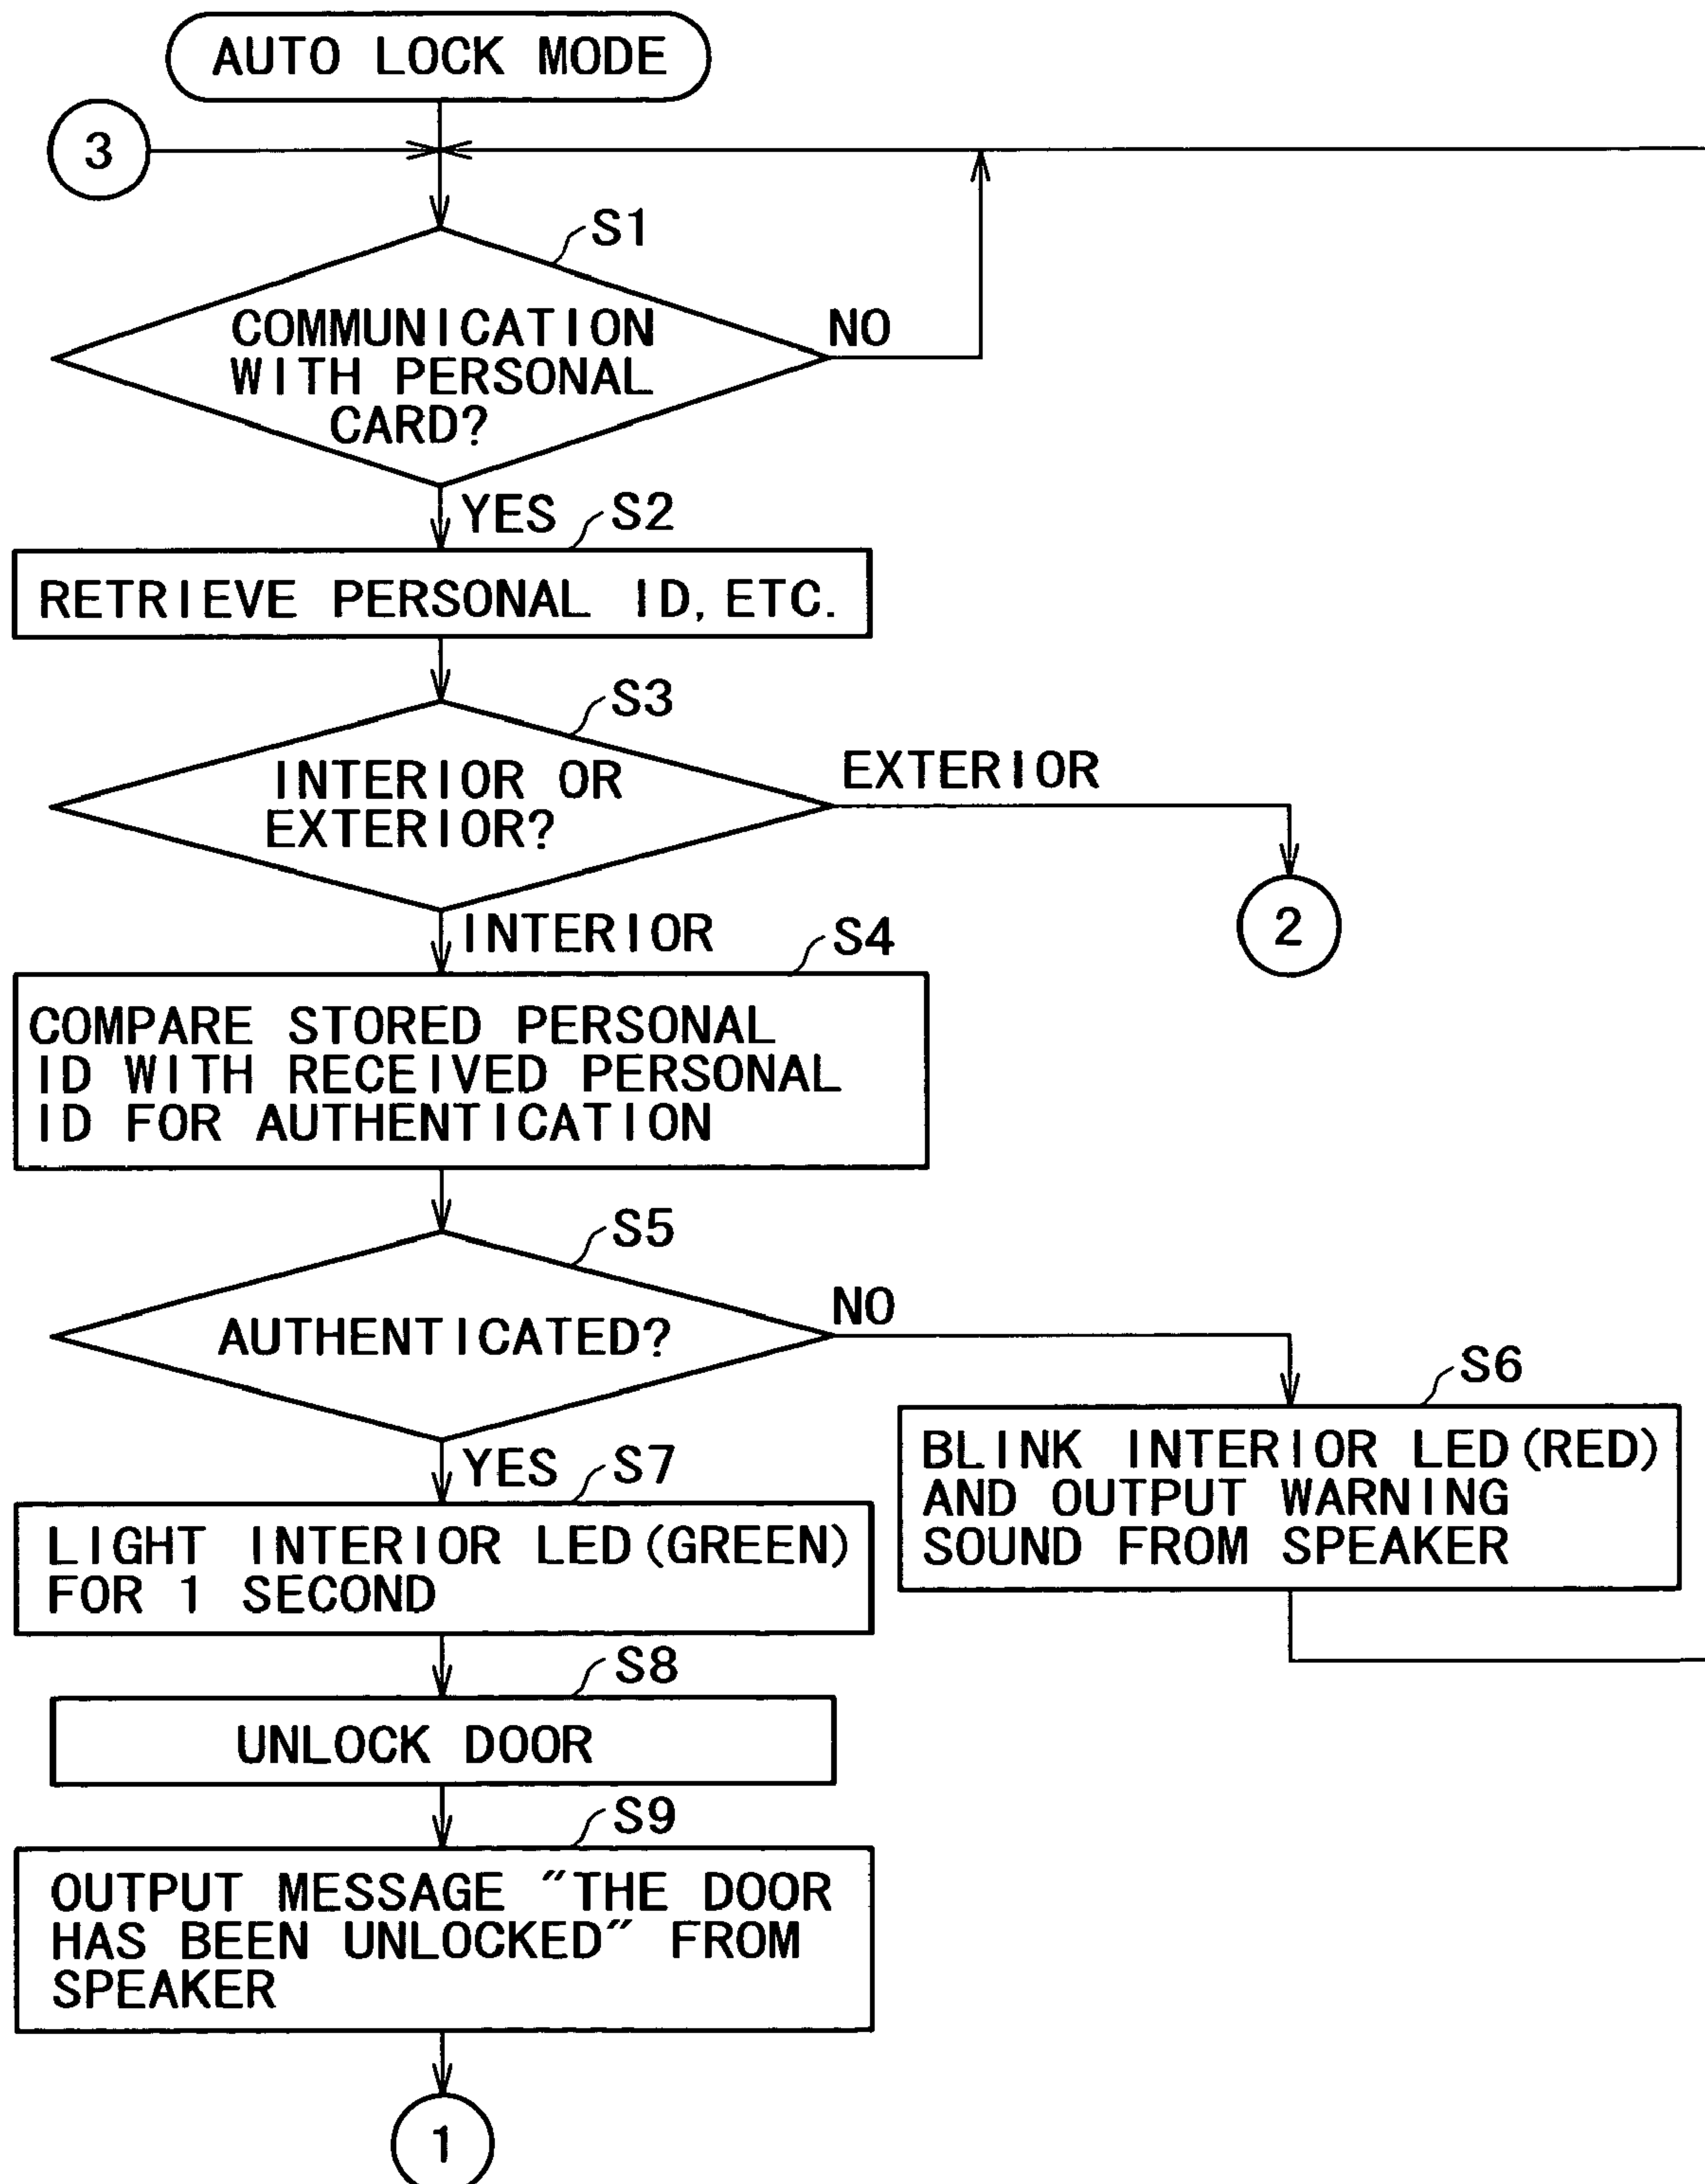 AUTO LOCK MODE
3
S1
COMMUNICATION
WITH PERSONAL
CARD?
NO
YES
S2
RETRIEVE PERSONAL ID, ETC.
S3
INTERIOR OR
EXTERIOR?
EXTERIOR
2
INTERIOR
S4
COMPARE STORED PERSONAL
ID WITH RECEIVED PERSONAL
ID FOR AUTHENTICATION
S5
AUTHENTICATED?
NO
S6
BLINK INTERIOR LED (RED)
AND OUTPUT WARNING
SOUND FROM SPEAKER
YES
S7
LIGHT INTERIOR LED (GREEN)
FOR 1 SECOND
S8
UNLOCK DOOR
S9
OUTPUT MESSAGE "THE DOOR
HAS BEEN UNLOCKED" FROM
SPEAKER
1